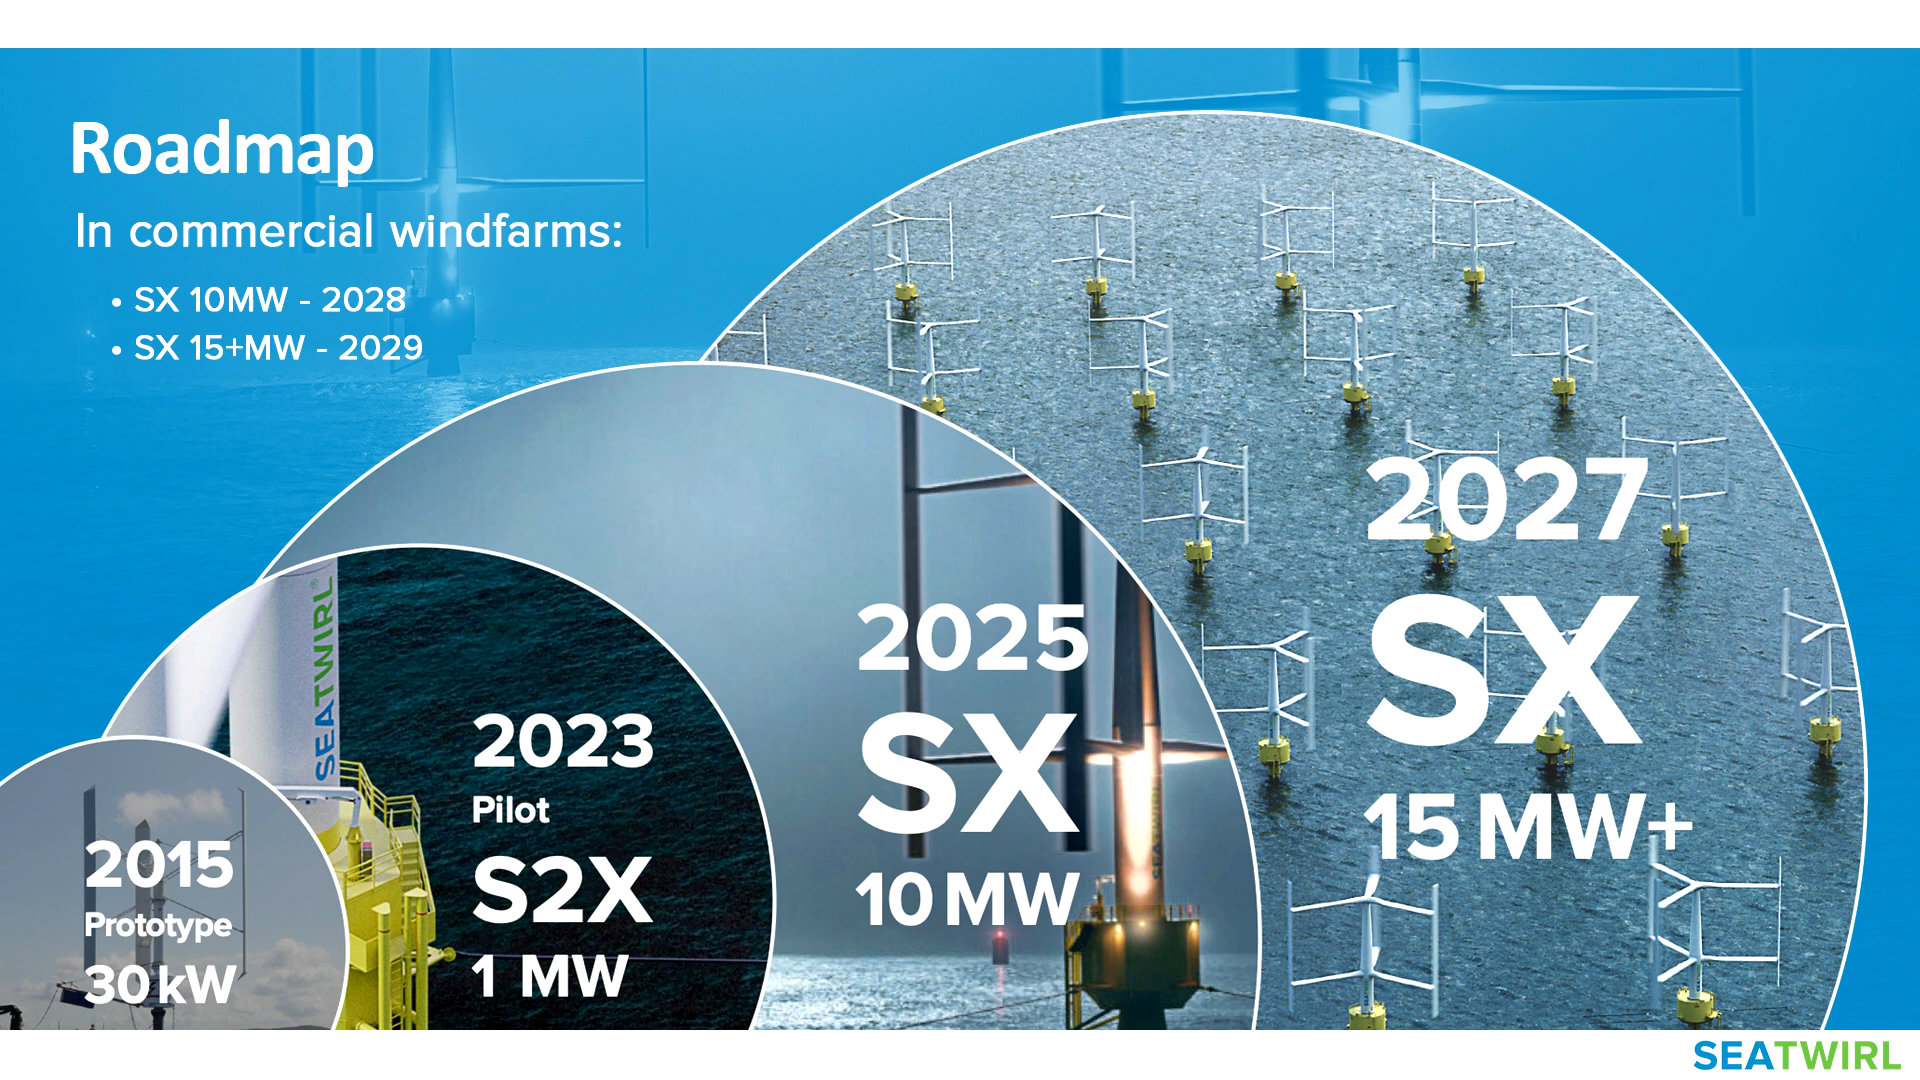 Roadmap
In commercial windfarms:
• SX 10MW - 2028
• SX 15+MW - 2029
2015
Prototype
30 kW
SEATWIRL®
2023
Pilot
S2X
1 MW
2025
SX
10 MW
2027
SX
15 MW+
SEATWIRL